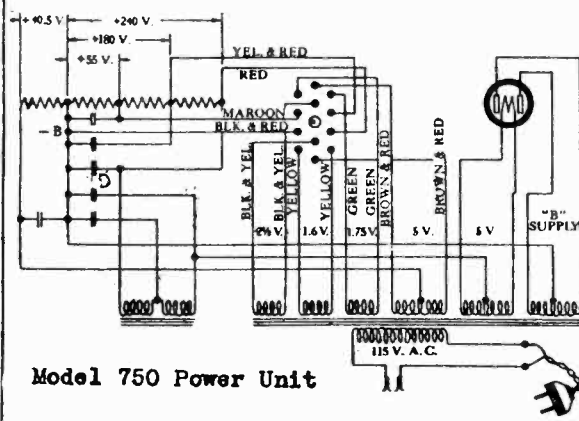 +40.5 V.
+240 V.
+180 V.
+55 V.
YEL, & RED
RED
MAROON
BLK. & RED
- B
BLK. & YEL
BLK. & YEL
YELLOW
YELLOW
GREEN
GREEN
BROWN & RED
BROWN & RED
2½ V.
1.6 V.
1.75 V.
5 V.
5 V
"B"
SUPPLY
115 V. A.C.
Model 750 Power Unit